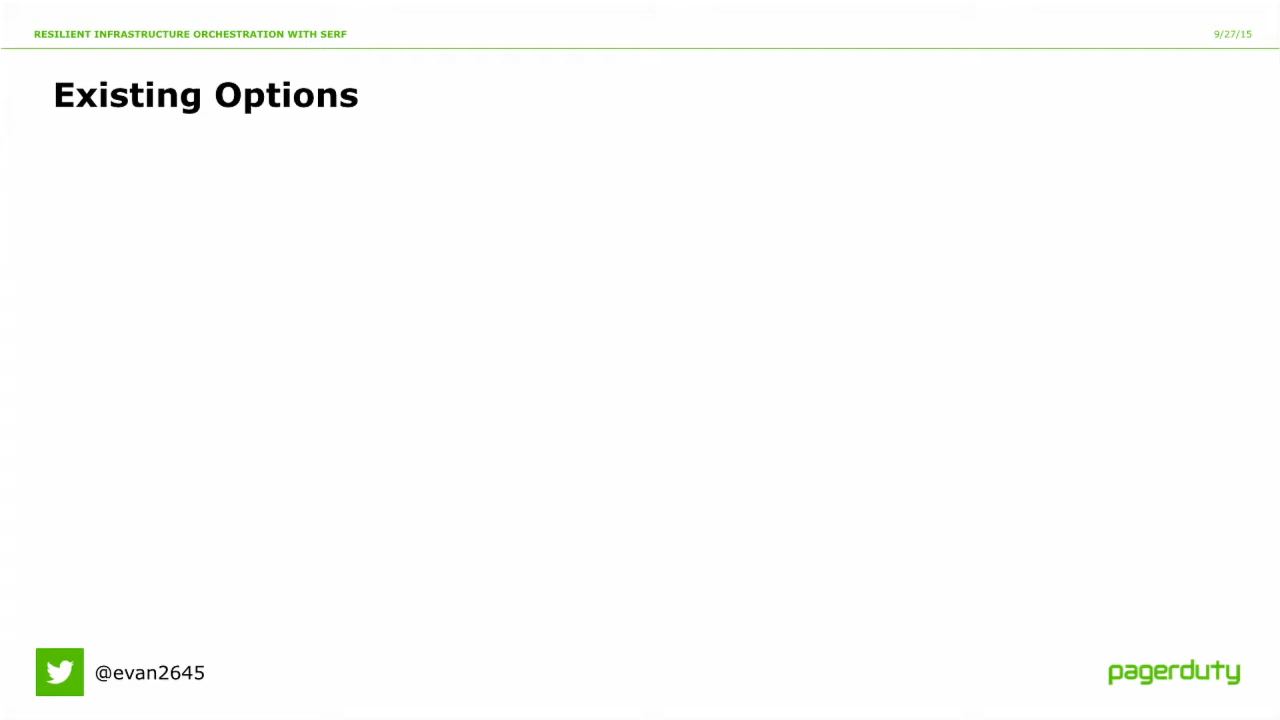 RESILIENT INFRASTRUCTURE ORCHESTRATION WITH SERF
9/27/15
Existing Options
@evan2645
pagerduty